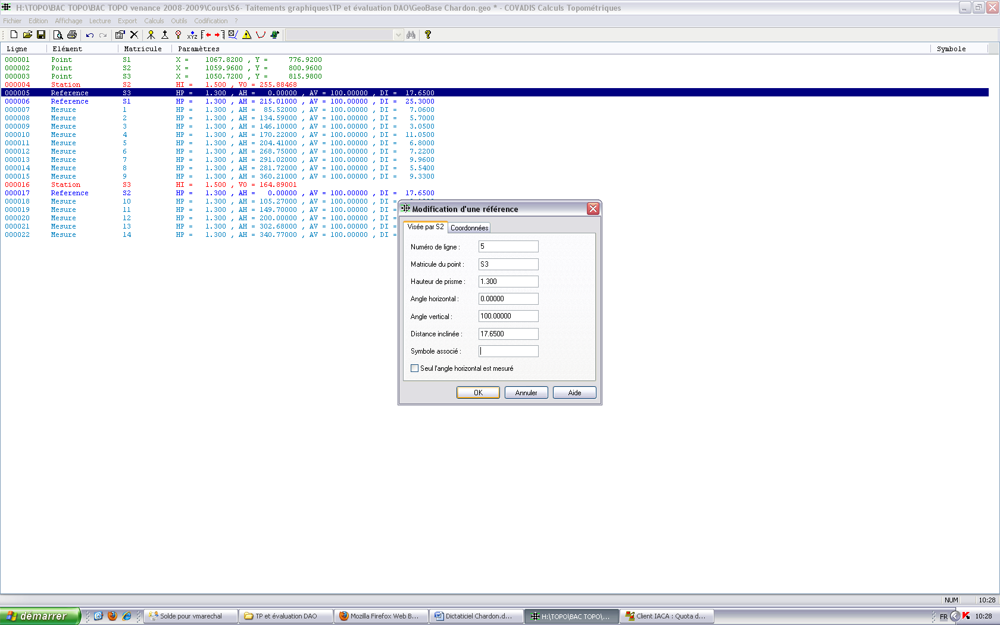 H:\TOPO\BAC TOPO\BAC TOPO venance 2008-2009\Cours\S6- Taitements graphiques\TP et évaluation DAO\GeoBase Chardon.geo * - COVADIS Calculs Topométriques
Fichier Edition Affichage Lecture Export Calculs Outils Codification ?
Ligne Elément Matricule Paramètres Symbole
000001 Point S1 X = 1067.8200 , Y = 776.9200
000002 Point S2 X = 1059.9600 , Y = 800.9600
000003 Point S3 X = 1050.7200 , Y = 815.9800
000004 Station S2 HI = 1.500 , V0 = 255.88468
000005 Reference S3 HP = 1.300 , AH = 0.00000 , AV = 100.00000 , DI = 17.6500
000006 Reference S1 HP = 1.300 , AH = 215.01000 , AV = 100.00000 , DI = 25.3000
000007 Mesure 1 HP = 1.300 , AH = 85.52000 , AV = 100.00000 , DI = 7.0600
000008 Mesure 2 HP = 1.300 , AH = 134.59000 , AV = 100.00000 , DI = 5.7000
000009 Mesure 3 HP = 1.300 , AH = 146.10000 , AV = 100.00000 , DI = 3.0500
000010 Mesure 4 HP = 1.300 , AH = 170.22000 , AV = 100.00000 , DI = 11.0500
000011 Mesure 5 HP = 1.300 , AH = 204.41000 , AV = 100.00000 , DI = 6.8000
000012 Mesure 6 HP = 1.300 , AH = 268.75000 , AV = 100.00000 , DI = 7.2200
000013 Mesure 7 HP = 1.300 , AH = 291.02000 , AV = 100.00000 , DI = 9.9600
000014 Mesure 8 HP = 1.300 , AH = 281.72000 , AV = 100.00000 , DI = 5.5400
000015 Mesure 9 HP = 1.300 , AH = 360.21000 , AV = 100.00000 , DI = 9.3300
000016 Station S3 HI = 1.500 , V0 = 164.89001
000017 Reference S2 HP = 1.300 , AH = 0.00000 , AV = 100.00000 , DI = 17.6500
000018 Mesure 10 HP = 1.300 , AH = 105.27000 , AV = 100.00000 , DI =
000019 Mesure 11 HP = 1.300 , AH = 149.70000 , AV = 100.00000 , DI =
000020 Mesure 12 HP = 1.300 , AH = 200.00000 , AV = 100.00000 , DI =
000021 Mesure 13 HP = 1.300 , AH = 302.68000 , AV = 100.00000 , DI =
000022 Mesure 14 HP = 1.300 , AH = 340.77000 , AV = 100.00000 , DI =
Modification d'une référence
Visée par S2 Coordonnées
Numéro de ligne : 5
Matricule du point : S3
Hauteur de prisme : 1.300
Angle horizontal : 0.00000
Angle vertical : 100.00000
Distance inclinée : 17.6500
Symbole associé :
Seul l'angle horizontal est mesuré
OK Annuler Aide
NUM 10:28
démarrer Solde pour vmarechal TP et évaluation DAO Mozilla Firefox Web B... Dictaticiel Chardon.d... H:\TOPO\BAC TOPO\... Client IACA : Quota d... FR 10:28